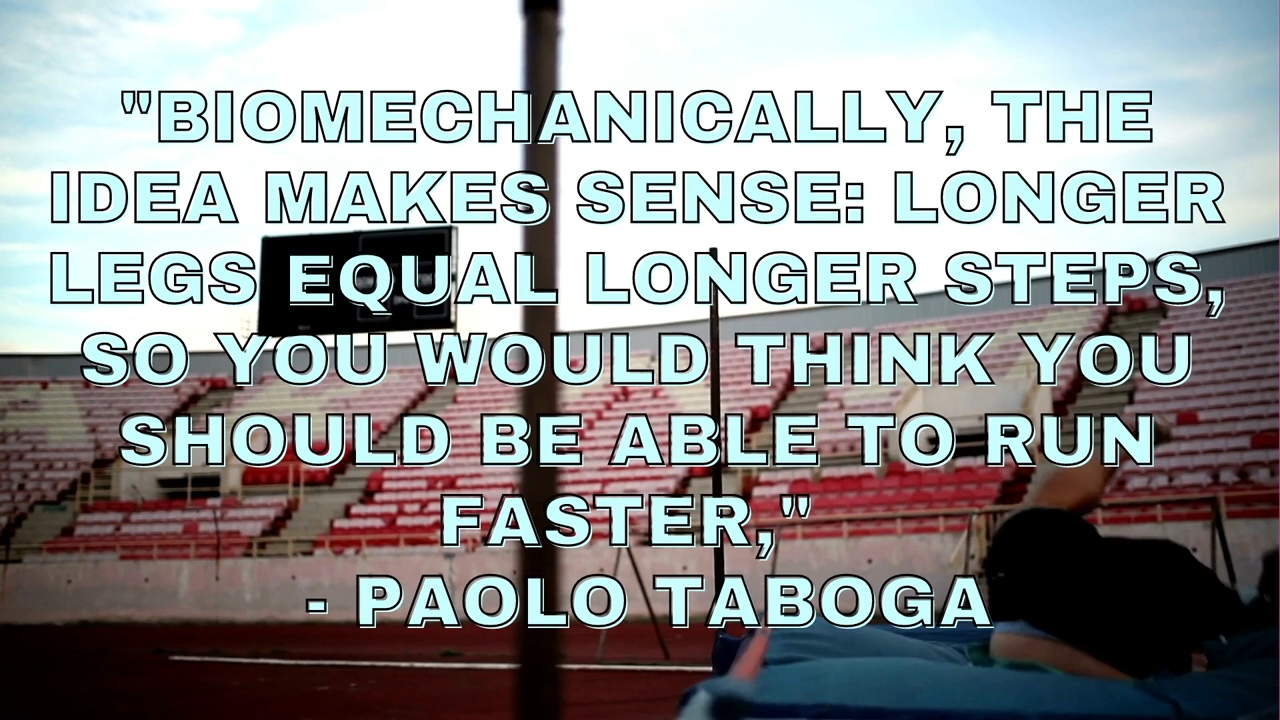 "BIOMECHANICALLY, THE
IDEA MAKES SENSE: LONGER
LEGS EQUAL LONGER STEPS,
SO YOU WOULD THINK YOU
SHOULD BE ABLE TO RUN
FASTER,"
- PAOLO TABOGA